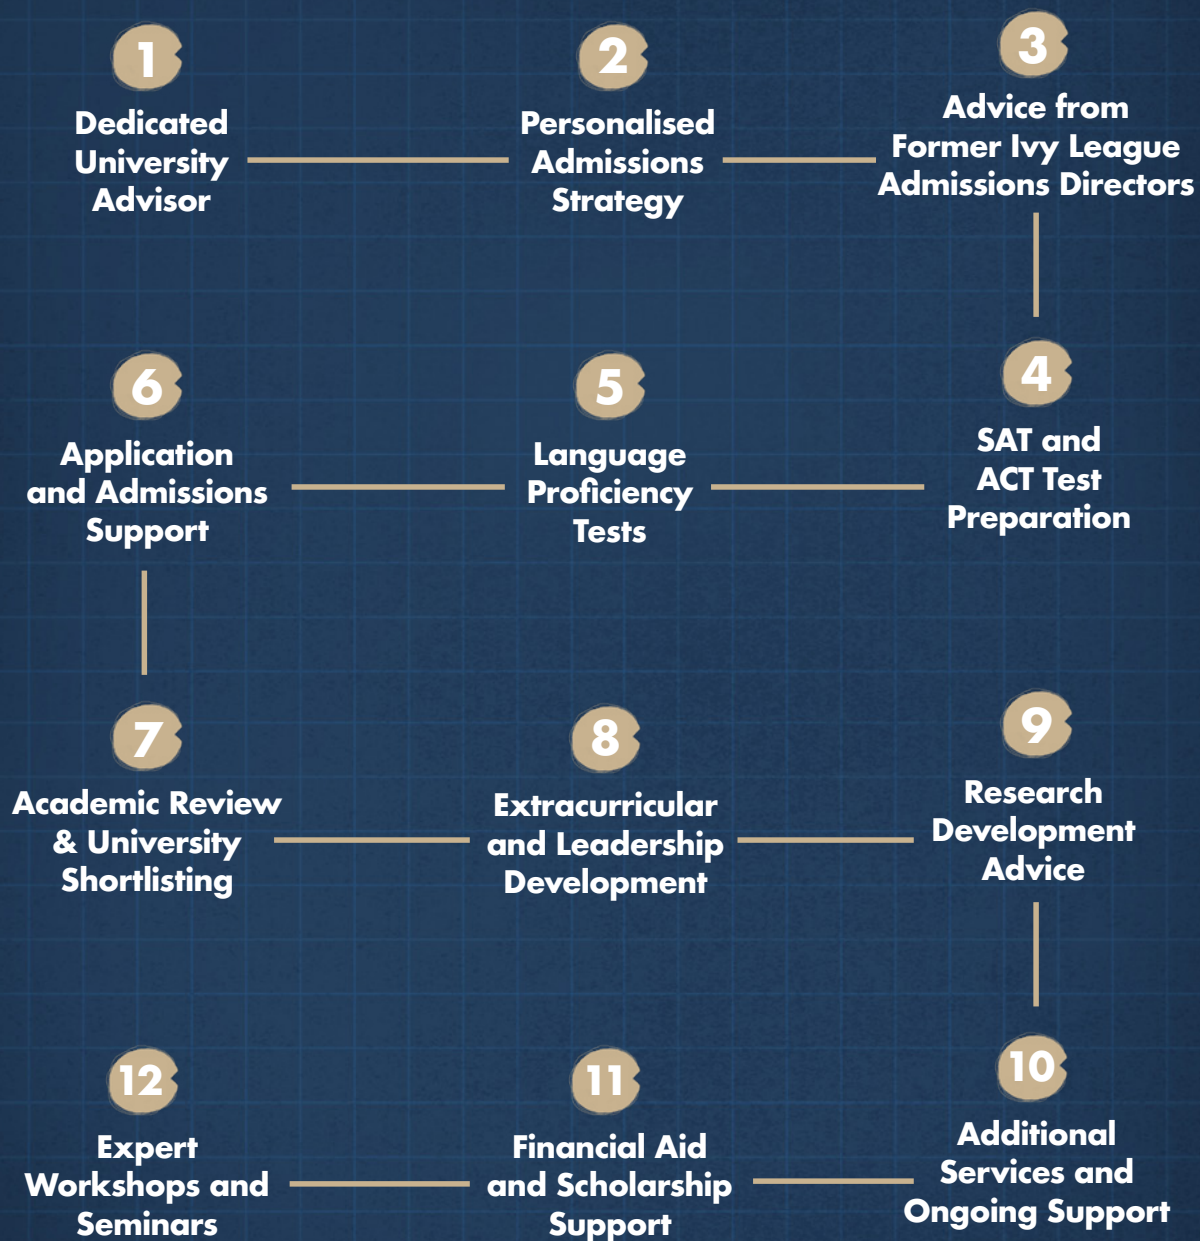 1
Dedicated
University
Advisor
2
Personalised
Admissions
Strategy
3
Advice from
Former Ivy League
Admissions Directors
4
SAT and
ACT Test
Preparation
5
Language
Proficiency
Tests
6
Application
and Admissions
Support
7
Academic Review
& University
Shortlisting
8
Extracurricular
and Leadership
Development
9
Research
Development
Advice
10
Additional
Services and
Ongoing Support
11
Financial Aid
and Scholarship
Support
12
Expert
Workshops and
Seminars